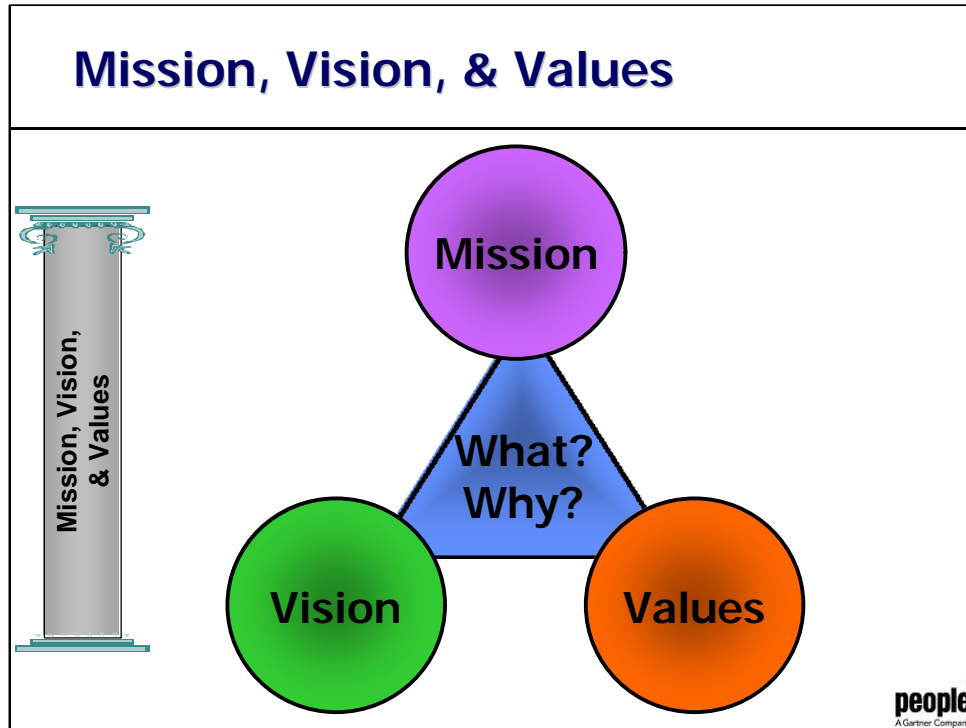 Mission, Vision, & Values
Mission, Vision,
& Values
Mission
What?
Why?
Vision
Values
people
A Gartner Compan